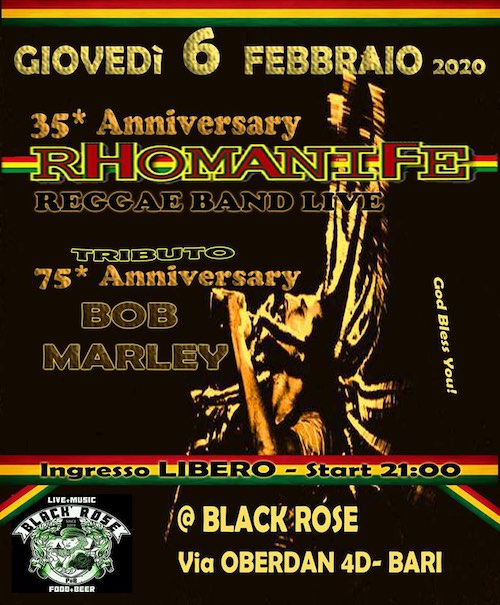 GIOVEDì 6 FEBBRAIO 2020
35* Anniversary
RHOMANIFE
REGGAE BAND LIVE
TRIBUTO
75* Anniversary
BOB
MARLEY
God Bless You!
Ingresso LIBERO - Start 21:00
LIVE+MUSIC
BLACK ROSE
PUB
FOOD+BEER
@ BLACK ROSE
Via OBERDAN 4D- BARI